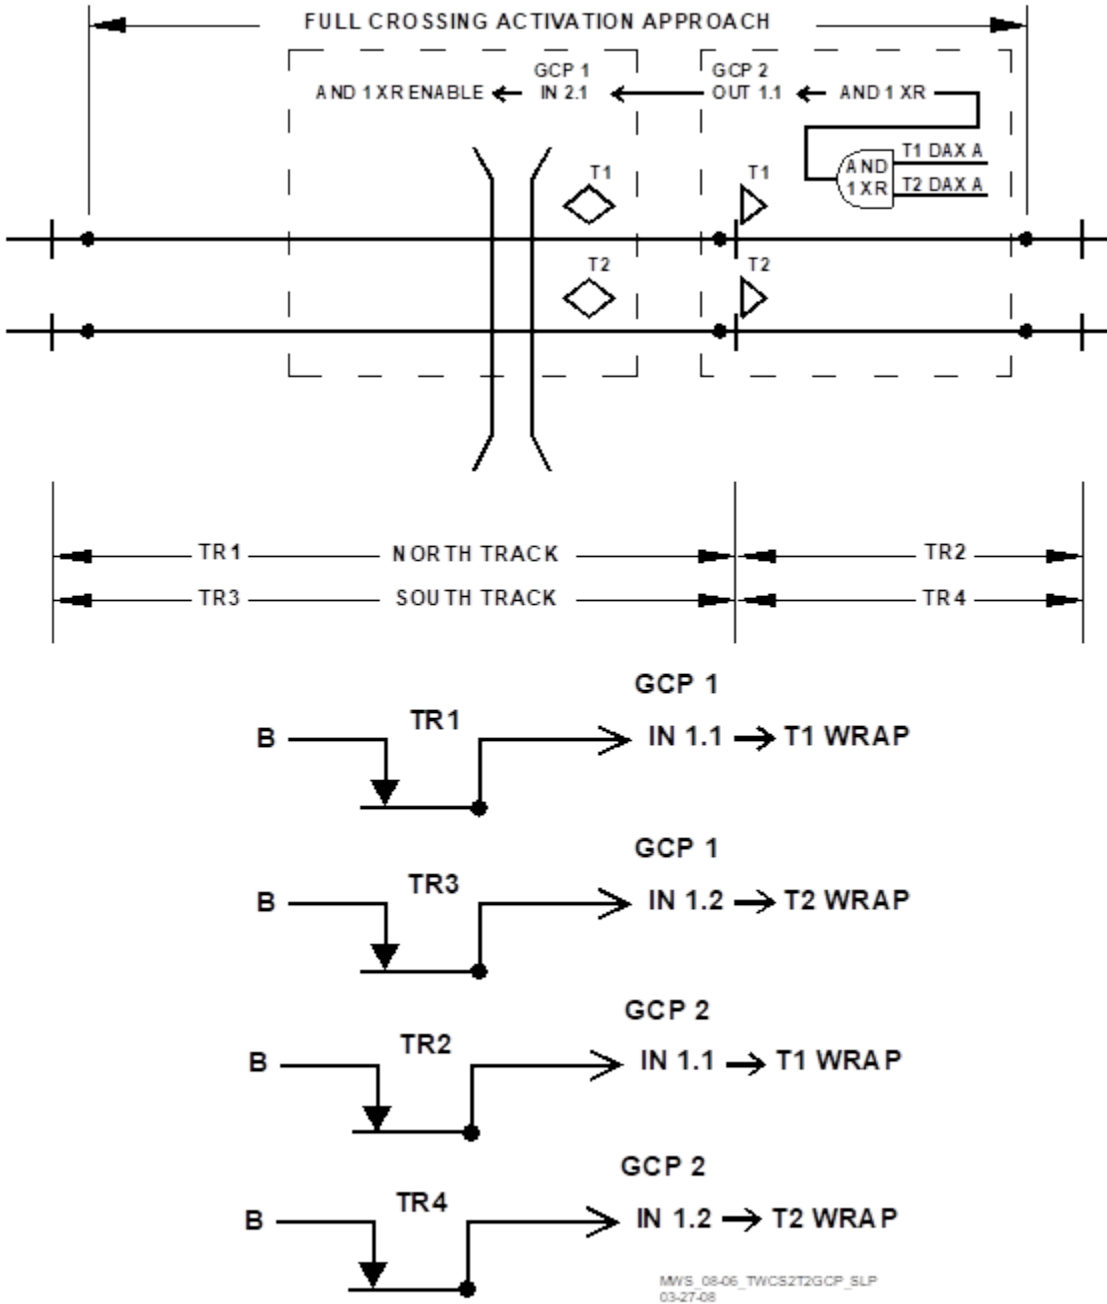 FULL CROSSING ACTIVATION APPROACH
GCP 1
GCP 2
AND 1 XR ENABLE
IN 2.1
OUT 1.1
AND 1 XR
T1 DAX A
AND
1 XR
T2 DAX A
T1
T1
T2
T2
TR1
NORTH TRACK
TR2
TR3
SOUTH TRACK
TR4
GCP 1
B
TR1
IN 1.1
T1 WRAP
GCP 1
B
TR3
IN 1.2
T2 WRAP
GCP 2
B
TR2
IN 1.1
T1 WRAP
GCP 2
B
TR4
IN 1.2
T2 WRAP
MWS_08-06_TWCS2T2GCP_SLP
03-27-08